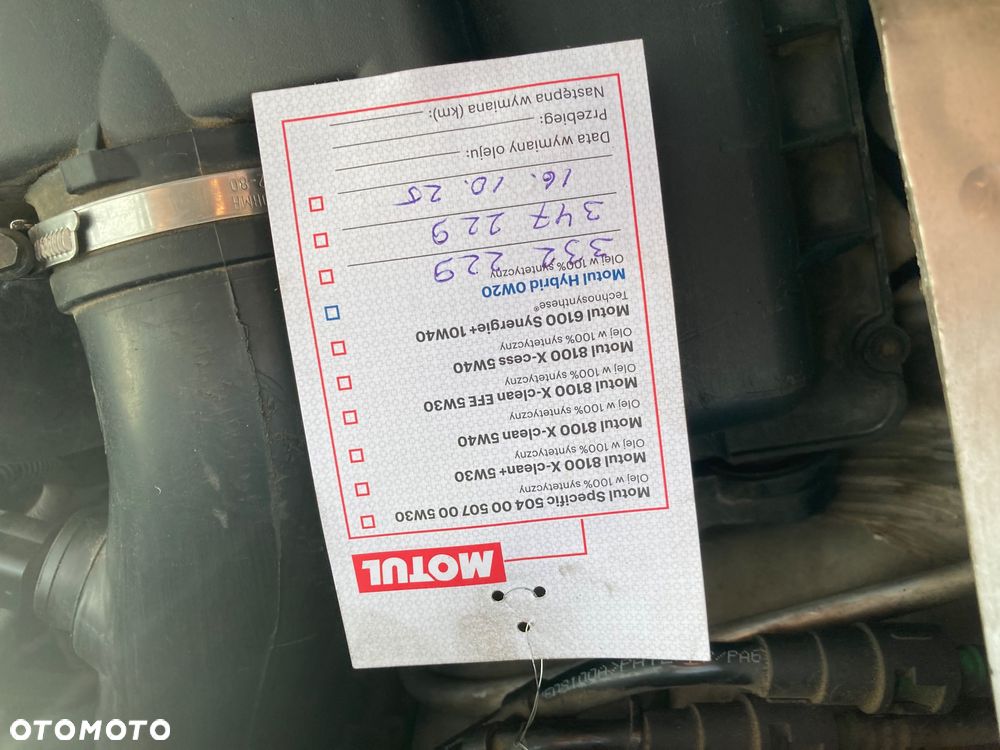 MOTUL
Motul Specific 504 00 507 00 5W30
Olej w 100% syntetyczny
Motul 8100 X-clean+ 5W30
Olej w 100% syntetyczny
Motul 8100 X-clean 5W40
Olej w 100% syntetyczny
Motul 8100 X-clean EFE 5W30
Olej w 100% syntetyczny
Motul 8100 X-cess 5W40
Olej w 100% syntetyczny
Motul 6100 Synergie+ 10W40
Technosynthese®
Motul Hybrid 0W20
Olej w 100% syntetyczny
332 229
347 229
16. 10. 25
Data wymiany oleju:
Przebieg:
Następna wymiana (km):
OTOMOTO